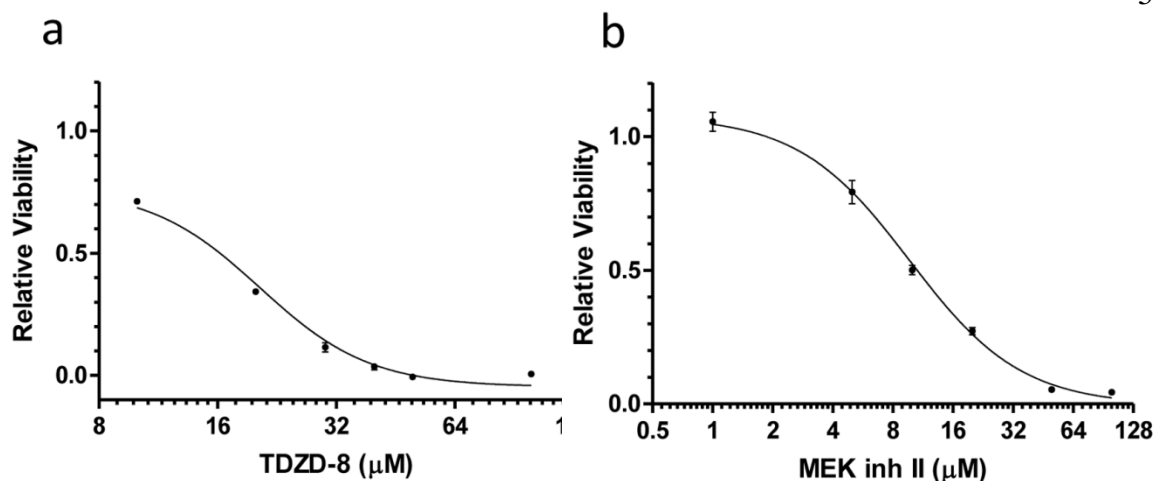 a
b
Relative Viability
1.0
0.5
0.0
8 16 32 64 1
TDZD-8 (μM)
Relative Viability
1.0
0.5
0.0
0.5 1 2 4 8 16 32 64 128
MEK inh II (μM)